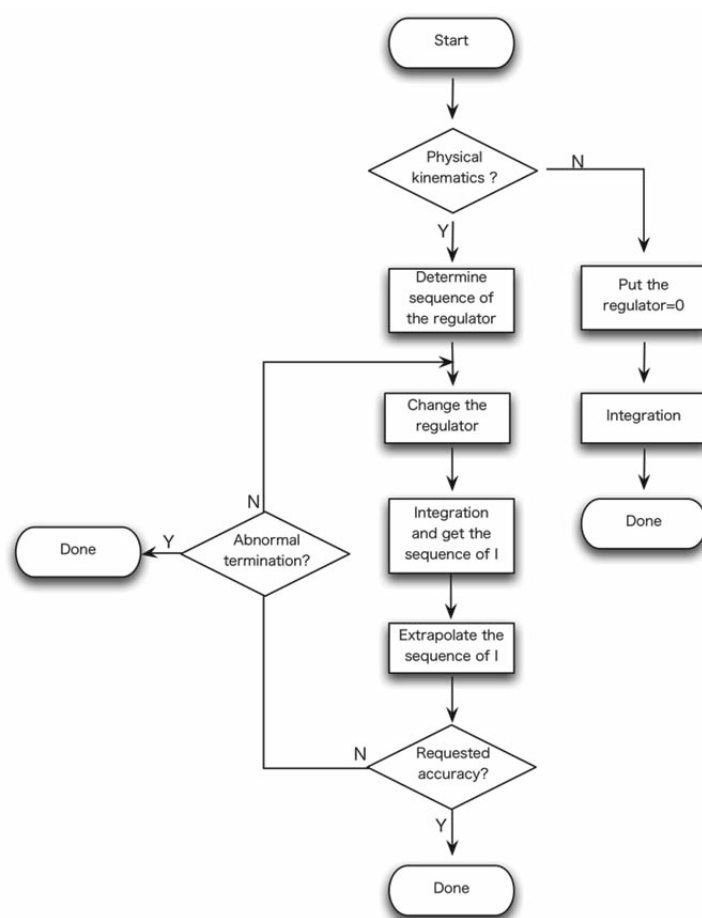 Start
Physical
kinematics ?
N
Y
Determine
sequence of
the regulator
Put the
regulator=0
Change the
regulator
Integration
N
Integration
and get the
sequence of I
Done
Done
Y
Abnormal
termination?
Extrapolate the
sequence of I
N
Requested
accuracy?
Y
Done